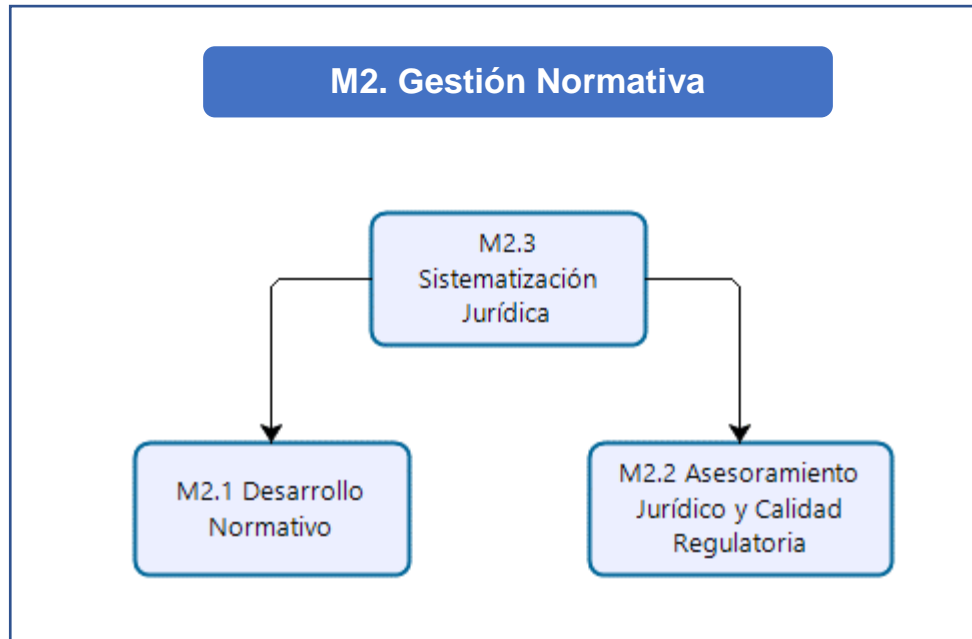 M2. Gestión Normativa
M2.3
Sistematización
Jurídica
M2.1 Desarrollo
Normativo
M2.2 Asesoramiento
Jurídico y Calidad
Regulatoria